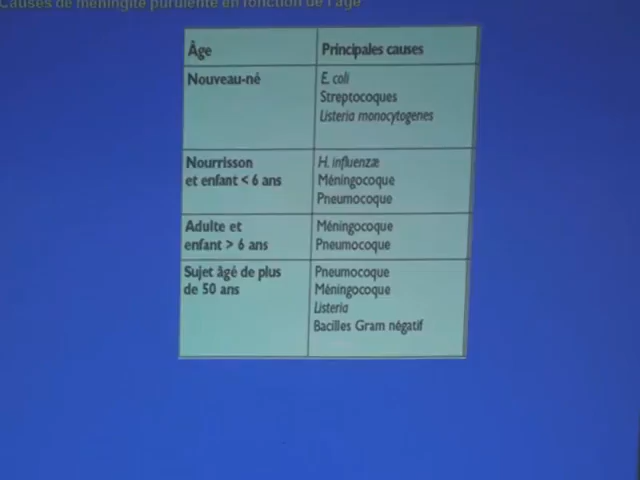 Causes de méningite purulente en fonction de l'âge
Âge
Principales causes
Nouveau-né
E. coli
Streptocoques
Listeria monocytogenes
Nourrisson
et enfant < 6 ans
H. influenzæ
Méningocoque
Pneumocoque
Adulte et
enfant > 6 ans
Méningocoque
Pneumocoque
Sujet âgé de plus
de 50 ans
Pneumocoque
Méningocoque
Listeria
Bacilles Gram négatif